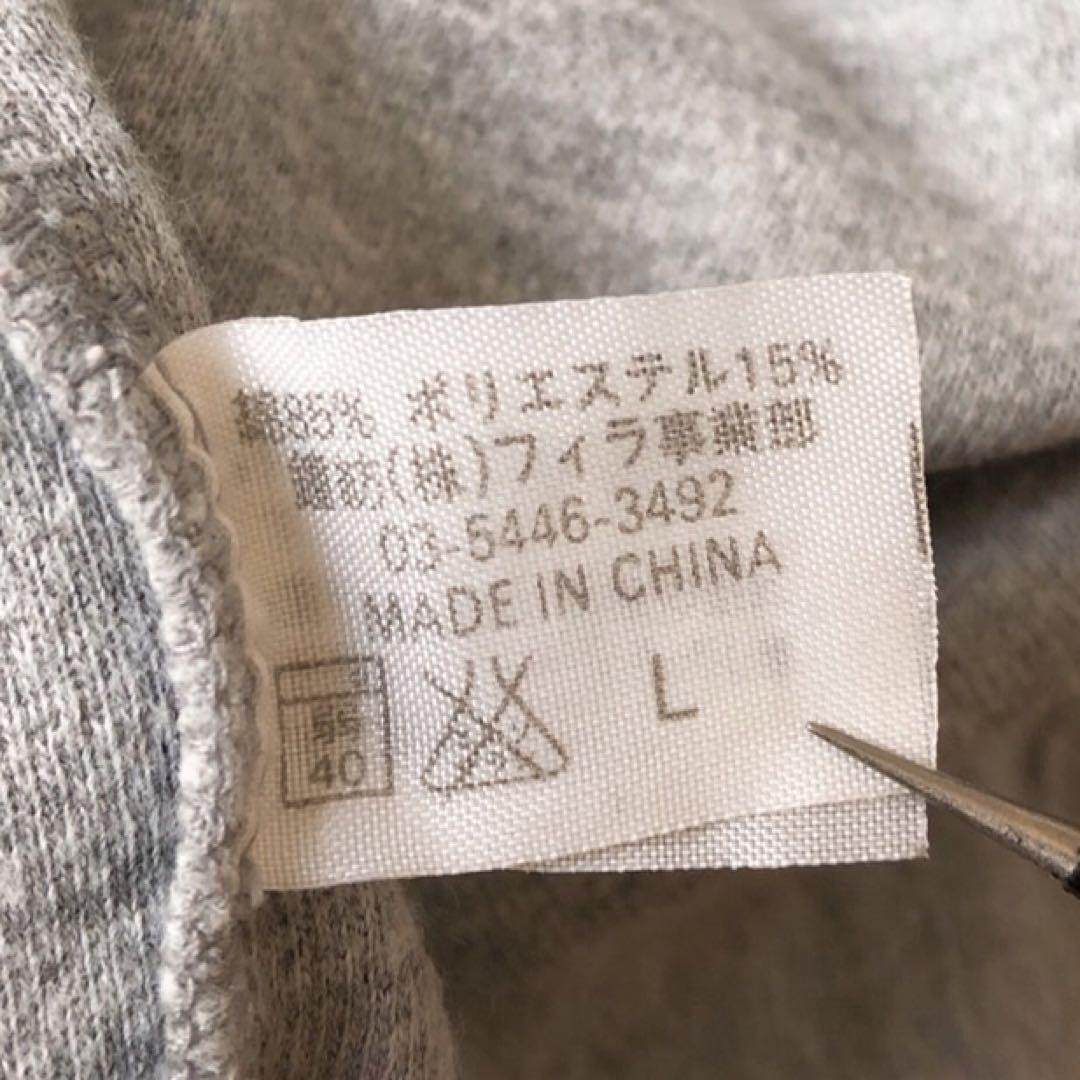 綿85% ポリエステル15%
鐘紡(株)フィラ事業部
03-5446-3492
MADE IN CHINA
弱
40
L